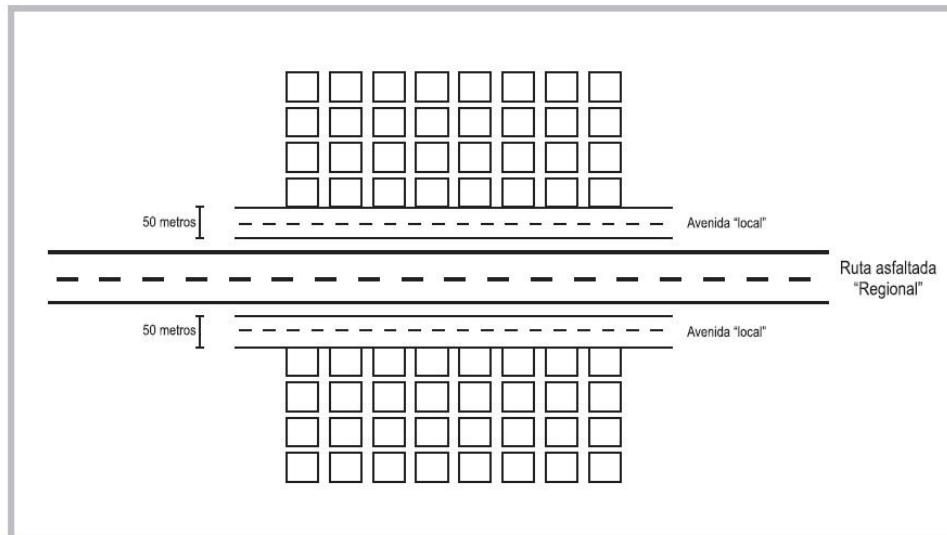 50 metros
Avenida "local"
Ruta asfaltada
"Regional"
50 metros
Avenida "local"